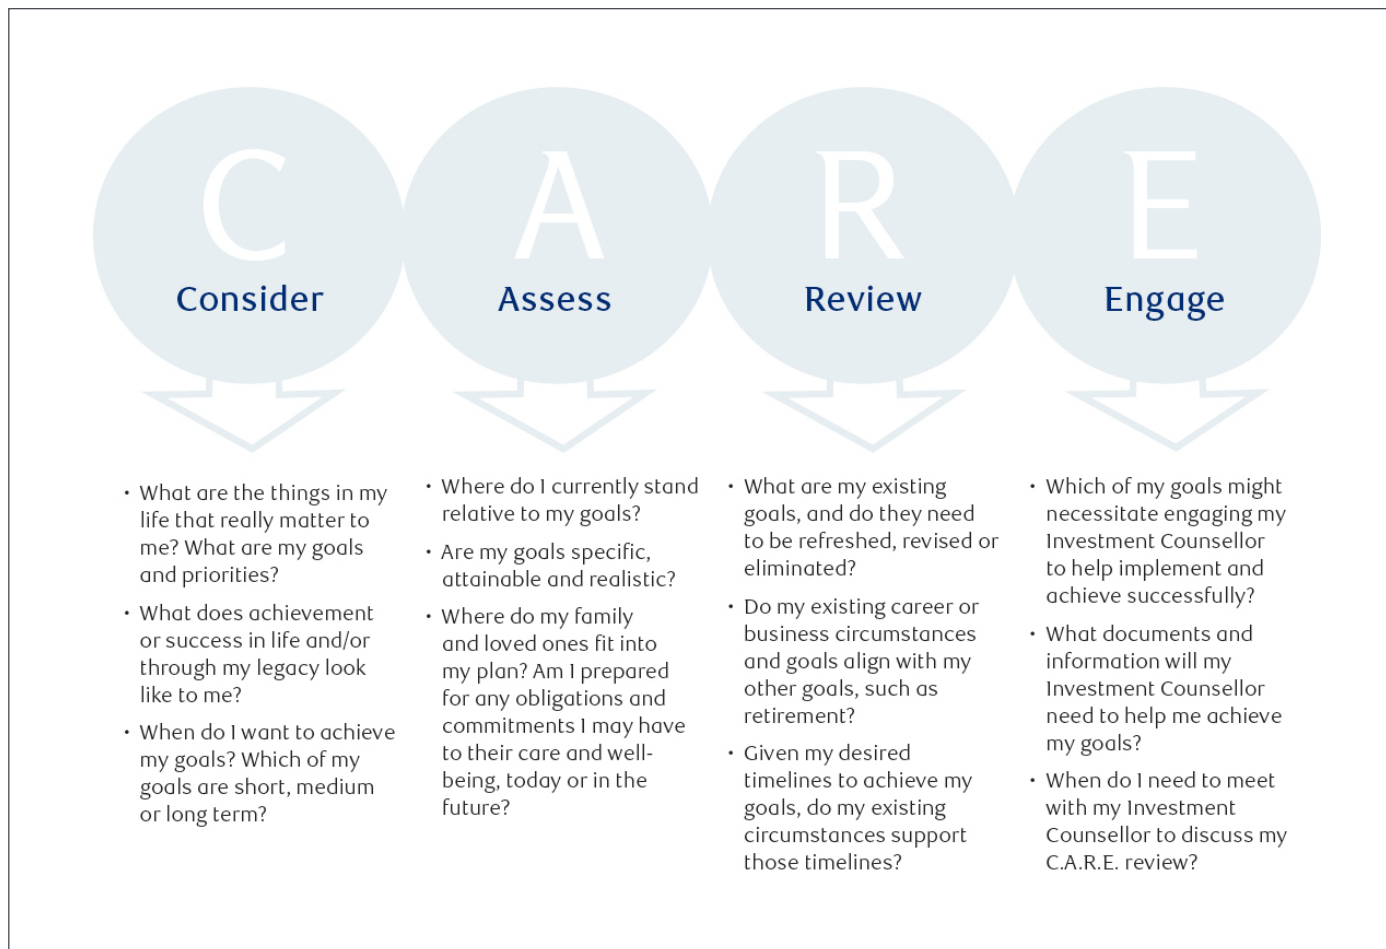 C
Consider
A
Assess
R
Review
E
Engage
• What are the things in my
life that really matter to
me? What are my goals
and priorities?
• What does achievement
or success in life and/or
through my legacy look
like to me?
• When do I want to achieve
my goals? Which of my
goals are short, medium
or long term?
• Where do I currently stand
relative to my goals?
• Are my goals specific,
attainable and realistic?
• Where do my family
and loved ones fit into
my plan? Am I prepared
for any obligations and
commitments I may have
to their care and well-
being, today or in the
future?
• What are my existing
goals, and do they need
to be refreshed, revised or
eliminated?
• Do my existing career or
business circumstances
and goals align with my
other goals, such as
retirement?
• Given my desired
timelines to achieve my
goals, do my existing
circumstances support
those timelines?
• Which of my goals might
necessitate engaging my
Investment Counsellor
to help implement and
achieve successfully?
• What documents and
information will my
Investment Counsellor
need to help me achieve
my goals?
• When do I need to meet
with my Investment
Counsellor to discuss my
C.A.R.E. review?